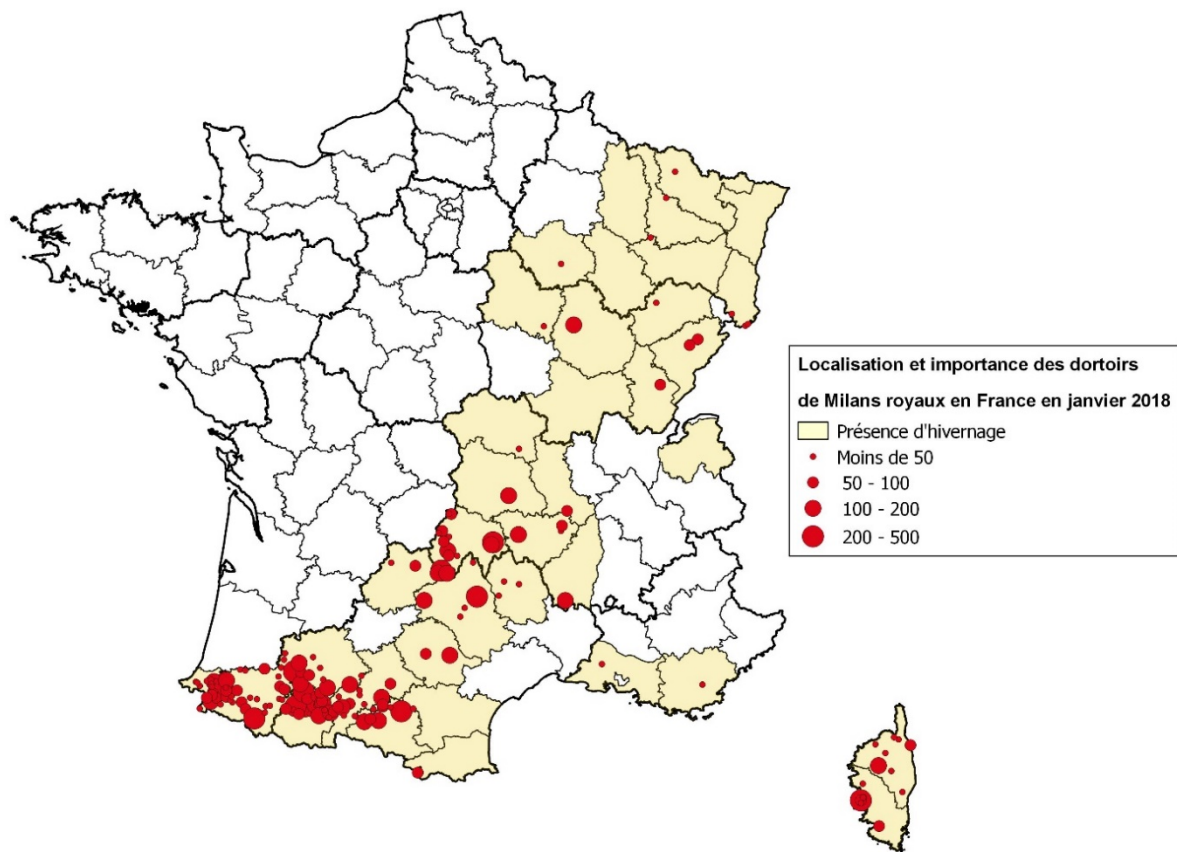 Localisation et importance des dortoirs
de Milans royaux en France en janvier 2018
Présence d'hivernage
Moins de 50
50 - 100
100 - 200
200 - 500